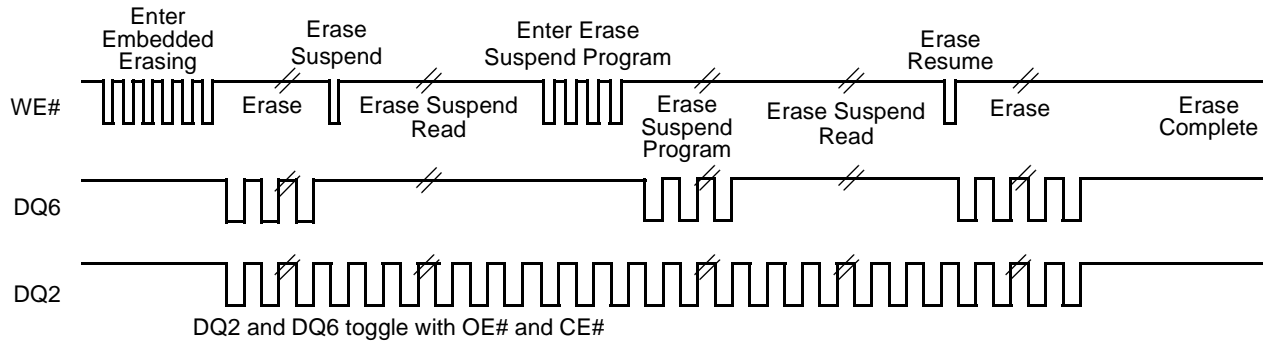 Enter
Embedded
Erasing
Erase
Suspend
Enter Erase
Suspend Program
Erase
Resume
WE#
Erase
Erase Suspend
Read
Erase
Suspend
Program
Erase Suspend
Read
Erase
Erase
Complete
DQ6
DQ2
DQ2 and DQ6 toggle with OE# and CE#